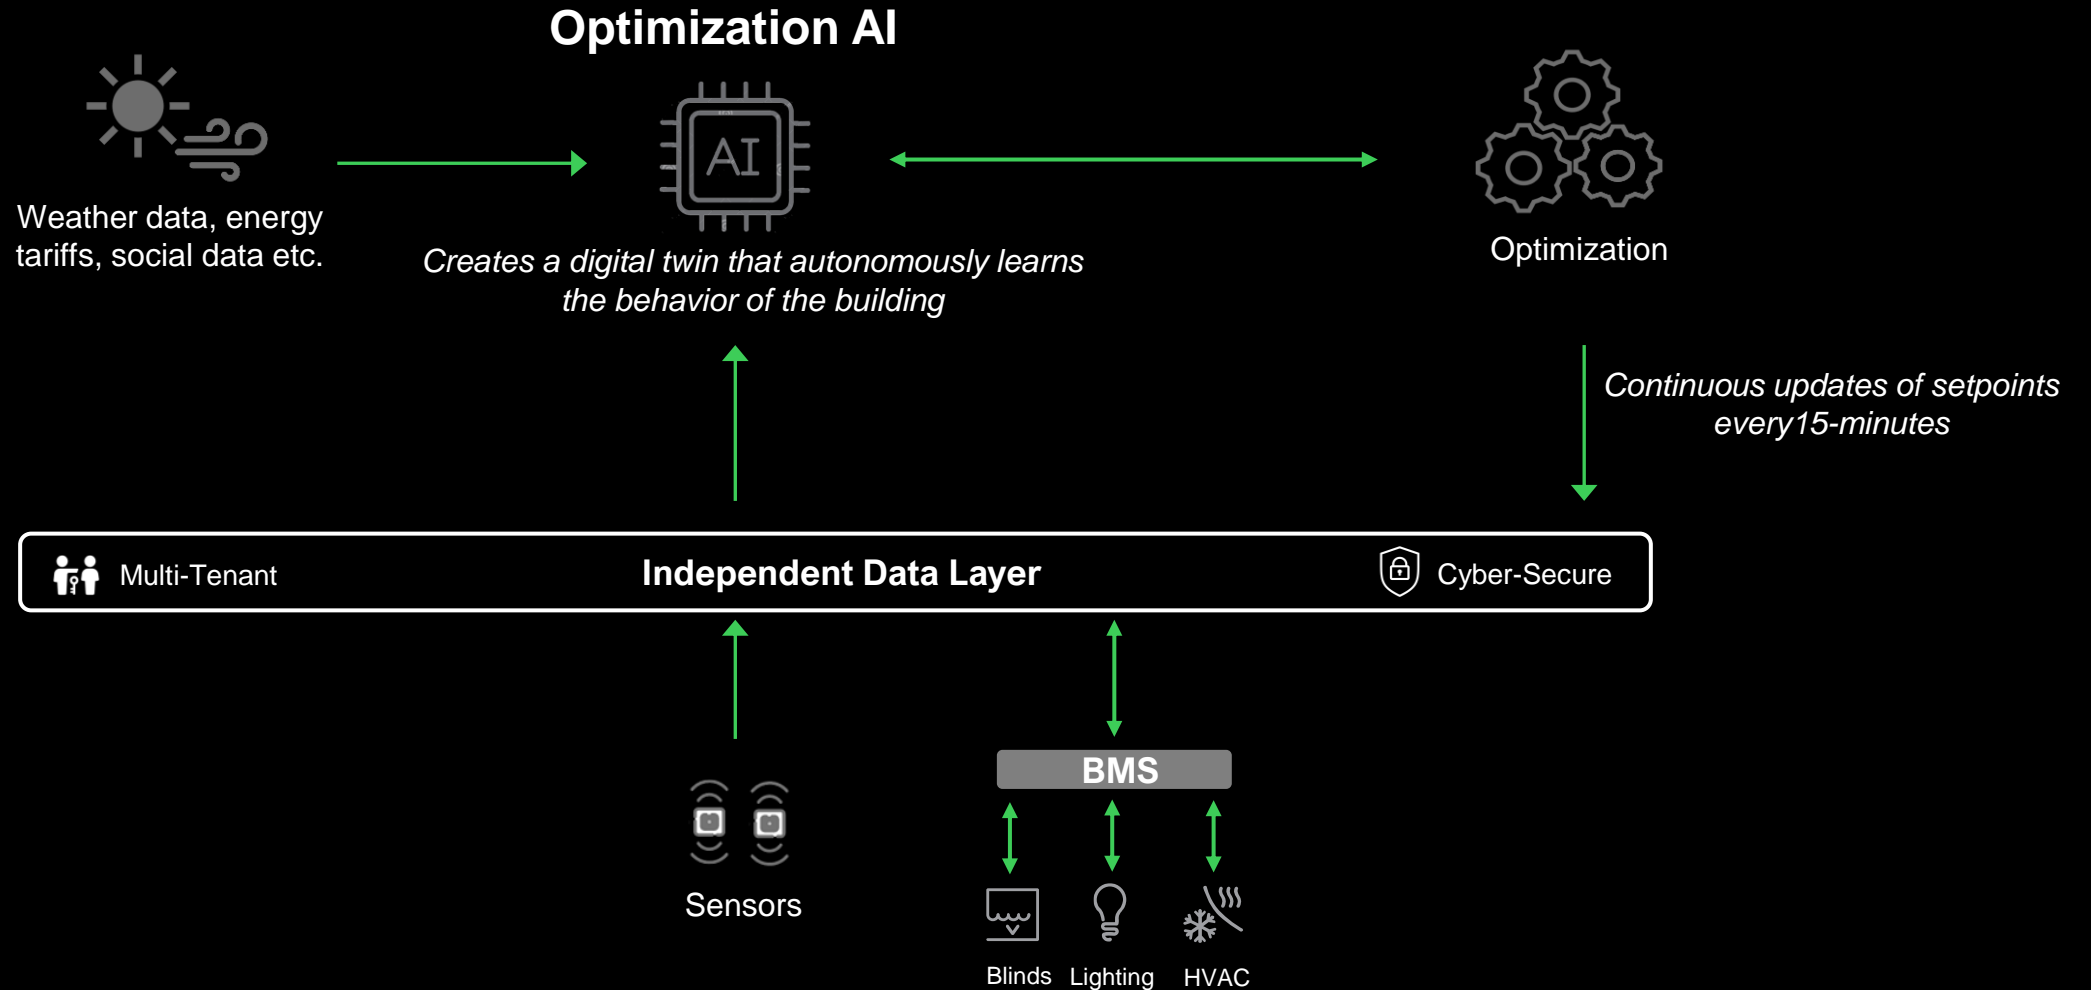 Optimization AI
AI
Weather data, energy
tariffs, social data etc.
Creates a digital twin that autonomously learns
the behavior of the building
Optimization
Continuous updates of setpoints
every15-minutes
Multi-Tenant
Independent Data Layer
Cyber-Secure
BMS
Sensors
Blinds
Lighting
HVAC